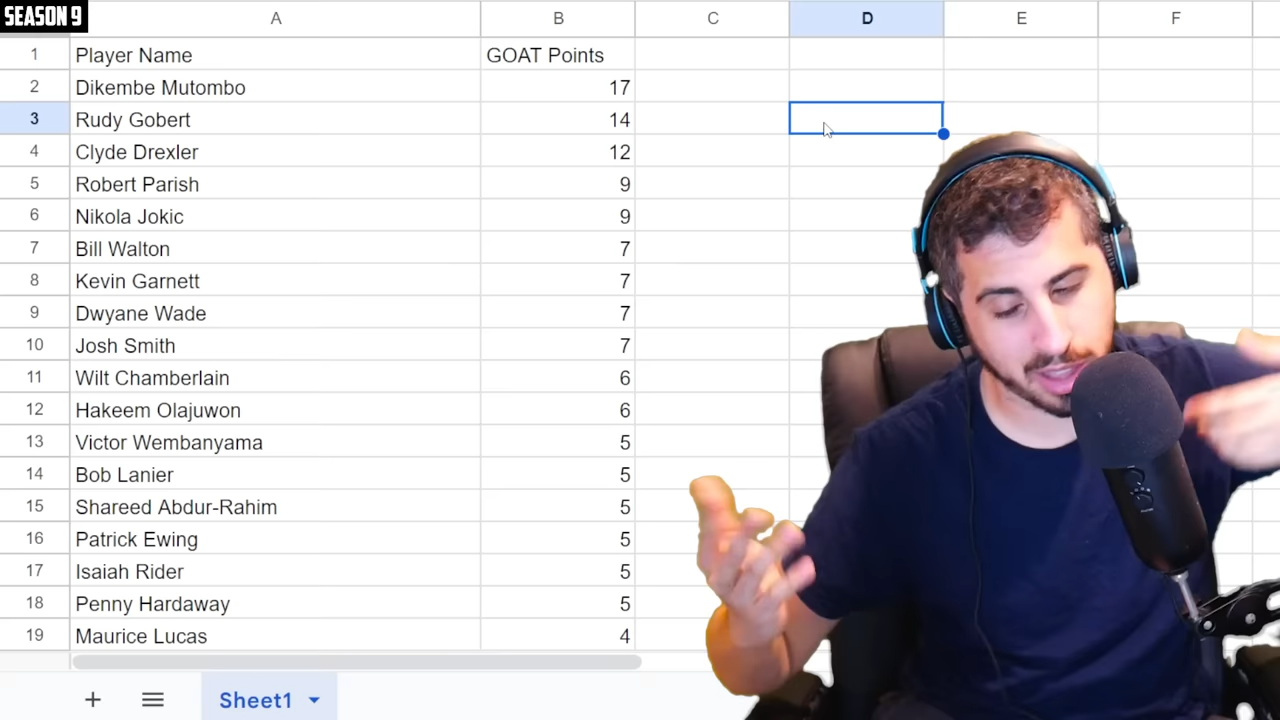 SEASON 9
A B C D E F
1 Player Name GOAT Points
2 Dikembe Mutombo 17
3 Rudy Gobert 14
4 Clyde Drexler 12
5 Robert Parish 9
6 Nikola Jokic 9
7 Bill Walton 7
8 Kevin Garnett 7
9 Dwyane Wade 7
10 Josh Smith 7
11 Wilt Chamberlain 6
12 Hakeem Olajuwon 6
13 Victor Wembanyama 5
14 Bob Lanier 5
15 Shareed Abdur-Rahim 5
16 Patrick Ewing 5
17 Isaiah Rider 5
18 Penny Hardaway 5
19 Maurice Lucas 4
Sheet1